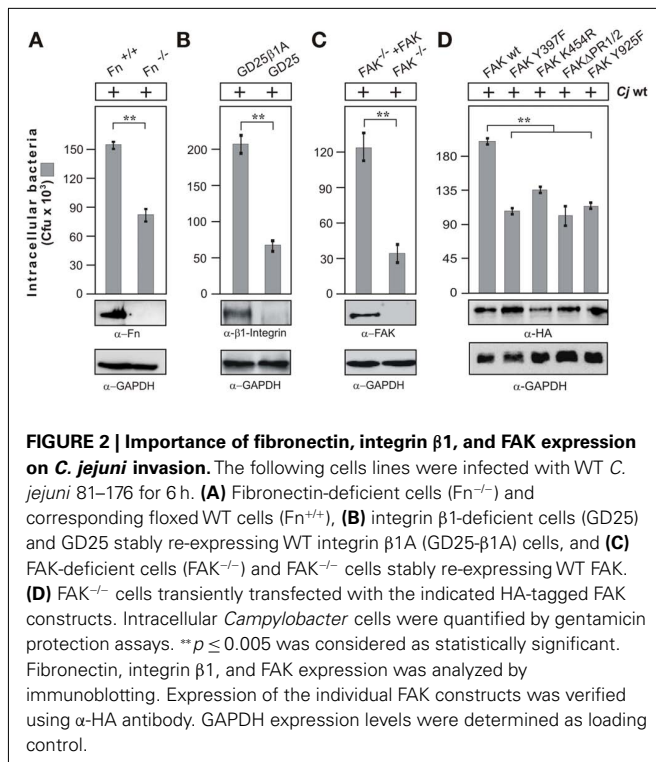 A
B
C
D
Fn+/+
Fn-/-
GD25β1A
GD25
FAK-/- +FAK
FAK-/-
FAK wt
FAK Y397F
FAK K454R
FAKΔPR1/2
FAK Y925F
+ + + + + + + + + + + Cj wt
** ** ** **
Intracellular bacteria
(Cfu x 10³)
150
120
90
60
30
0
200
150
100
50
0
120
90
60
30
0
180
135
90
45
0
α–Fn
α-β1-Integrin
α–FAK
α-HA
α–GAPDH
α–GAPDH
α–GAPDH
α-GAPDH
FIGURE 2 | Importance of fibronectin, integrin β1, and FAK expression
on C. jejuni invasion. The following cells lines were infected with WT C.
jejuni 81–176 for 6 h. (A) Fibronectin-deficient cells (Fn−/−) and
corresponding floxed WT cells (Fn+/+), (B) integrin β1-deficient cells (GD25)
and GD25 stably re-expressing WT integrin β1A (GD25-β1A) cells, and (C)
FAK-deficient cells (FAK−/−) and FAK−/− cells stably re-expressing WT FAK.
(D) FAK−/− cells transiently transfected with the indicated HA-tagged FAK
constructs. Intracellular Campylobacter cells were quantified by gentamicin
protection assays. **p ≤ 0.005 was considered as statistically significant.
Fibronectin, integrin β1, and FAK expression was analyzed by
immunoblotting. Expression of the individual FAK constructs was verified
using α-HA antibody. GAPDH expression levels were determined as loading
control.